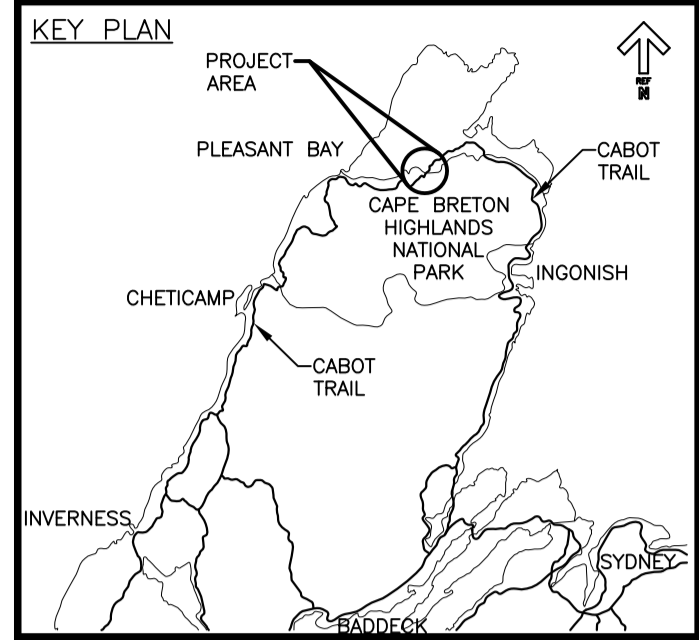 KEY PLAN
PROJECT
AREA
REF
N
PLEASANT BAY
CABOT
TRAIL
CAPE BRETON
HIGHLANDS
NATIONAL
PARK
INGONISH
CHETICAMP
CABOT
TRAIL
INVERNESS
SYDNEY
BADDECK